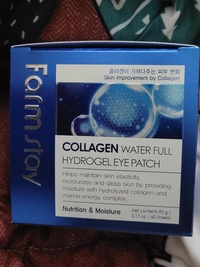 콜라겐이 가져다주는 피부 변화
Skin improvement by Collagen
Farmstay
COLLAGEN WATER FULL
HYDROGEL EYE PATCH
Helps maintain skin elasticity,
moisturizes and gloss skin by providing
moisture with hydrolyzed collagen and
marine energy complex.
Nutrition & Moisture
Net contents 90 g /
3.17 oz. / 60 Sheets